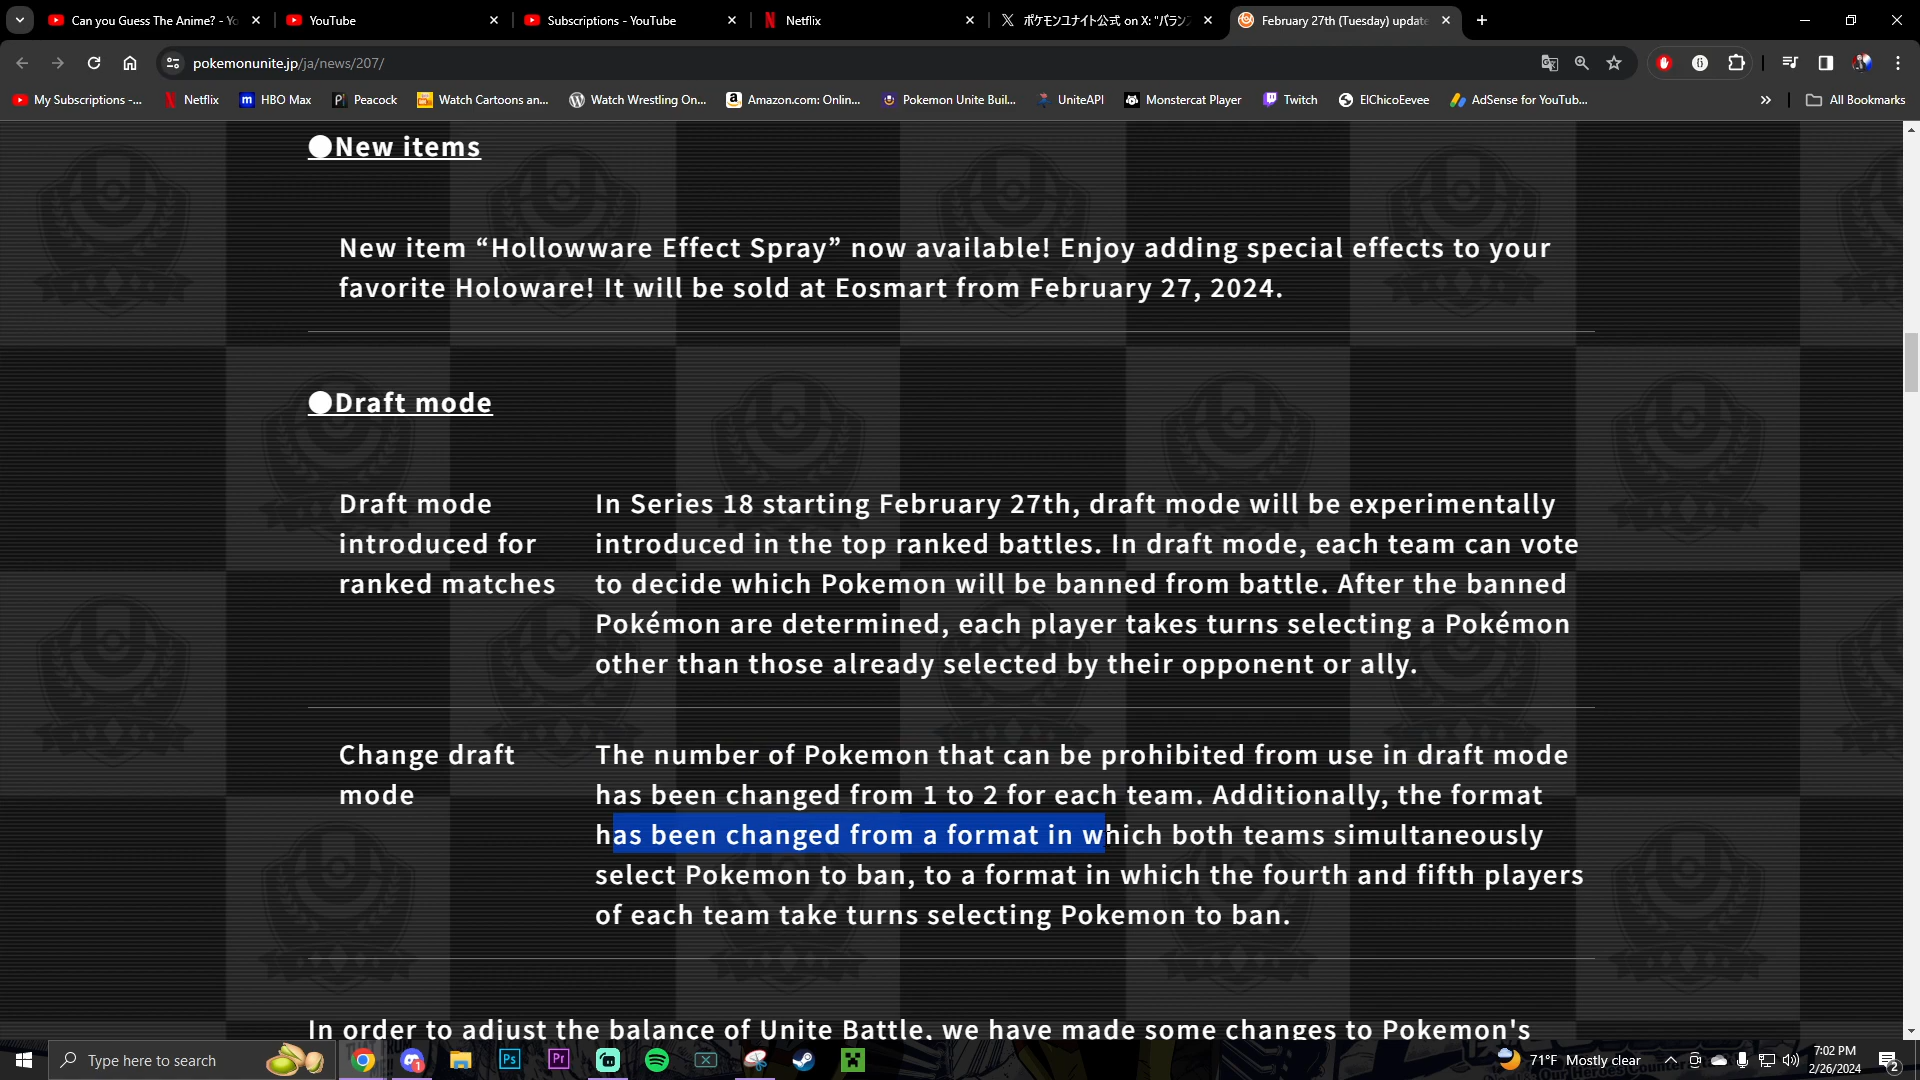 Can you Guess The Anime? - Yo
YouTube
Subscriptions - YouTube
Netflix
ポケモンユナイト公式 on X: "バラン
February 27th (Tuesday) update
pokemonunite.jp/ja/news/207/
My Subscriptions -...
Netflix
HBO Max
Peacock
Watch Cartoons an...
Watch Wrestling On...
Amazon.com: Onlin...
Pokemon Unite Buil...
UniteAPI
Monstercat Player
Twitch
ElChicoEevee
AdSense for YouTub...
All Bookmarks
●New items
New item “Hollowware Effect Spray” now available! Enjoy adding special effects to your
favorite Holoware! It will be sold at Eosmart from February 27, 2024.
●Draft mode
Draft mode
introduced for
ranked matches
In Series 18 starting February 27th, draft mode will be experimentally
introduced in the top ranked battles. In draft mode, each team can vote
to decide which Pokemon will be banned from battle. After the banned
Pokémon are determined, each player takes turns selecting a Pokémon
other than those already selected by their opponent or ally.
Change draft
mode
The number of Pokemon that can be prohibited from use in draft mode
has been changed from 1 to 2 for each team. Additionally, the format
has been changed from a format in which both teams simultaneously
select Pokemon to ban, to a format in which the fourth and fifth players
of each team take turns selecting Pokemon to ban.
In order to adjust the balance of Unite Battle, we have made some changes to Pokemon's
Type here to search
Ps
Pr
71°F Mostly clear
7:02 PM
2/26/2024
2